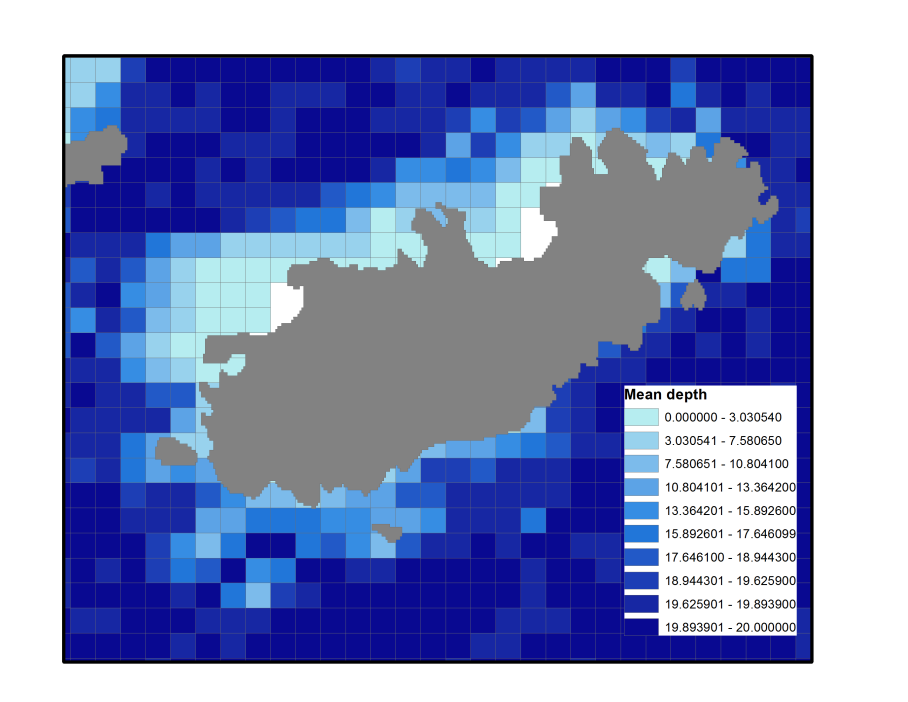 Mean depth
0.000000 - 3.030540
3.030541 - 7.580650
7.580651 - 10.804100
10.804101 - 13.364200
13.364201 - 15.892600
15.892601 - 17.646099
17.646100 - 18.944300
18.944301 - 19.625900
19.625901 - 19.893900
19.893901 - 20.000000